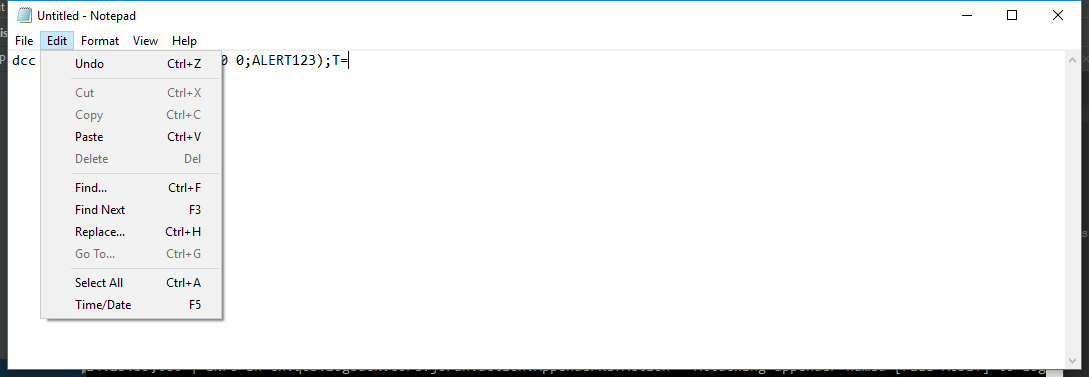 Untitled - Notepad
File Edit Format View Help
dcc 0 0;ALERT123);T=
Undo Ctrl+Z
Cut Ctrl+X
Copy Ctrl+C
Paste Ctrl+V
Delete Del
Find... Ctrl+F
Find Next F3
Replace... Ctrl+H
Go To... Ctrl+G
Select All Ctrl+A
Time/Date F5